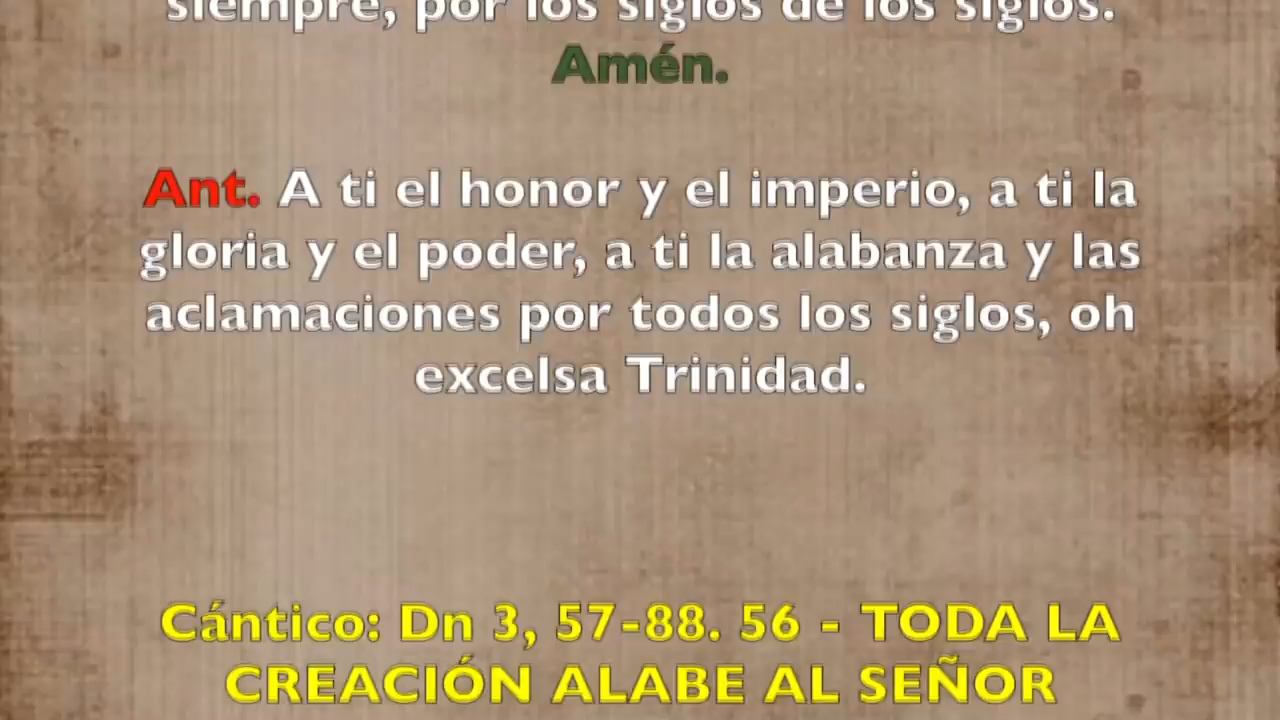 siempre, por los siglos de los siglos.
Amén.
Ant. A ti el honor y el imperio, a ti la
gloria y el poder, a ti la alabanza y las
aclamaciones por todos los siglos, oh
excelsa Trinidad.
Cántico: Dn 3, 57-88. 56 - TODA LA
CREACIÓN ALABE AL SEÑOR